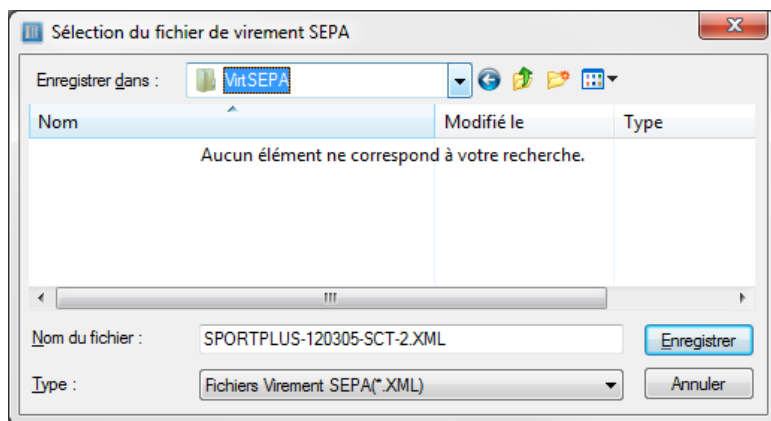 Sélection du fichier de virement SEPA
Enregistrer dans :
VirtSEPA
Nom
Modifié le
Type
Aucun élément ne correspond à votre recherche.
Nom du fichier :
SPORTPLUS-120305-SCT-2.XML
Enregistrer
Type :
Fichiers Virement SEPA(*.XML)
Annuler